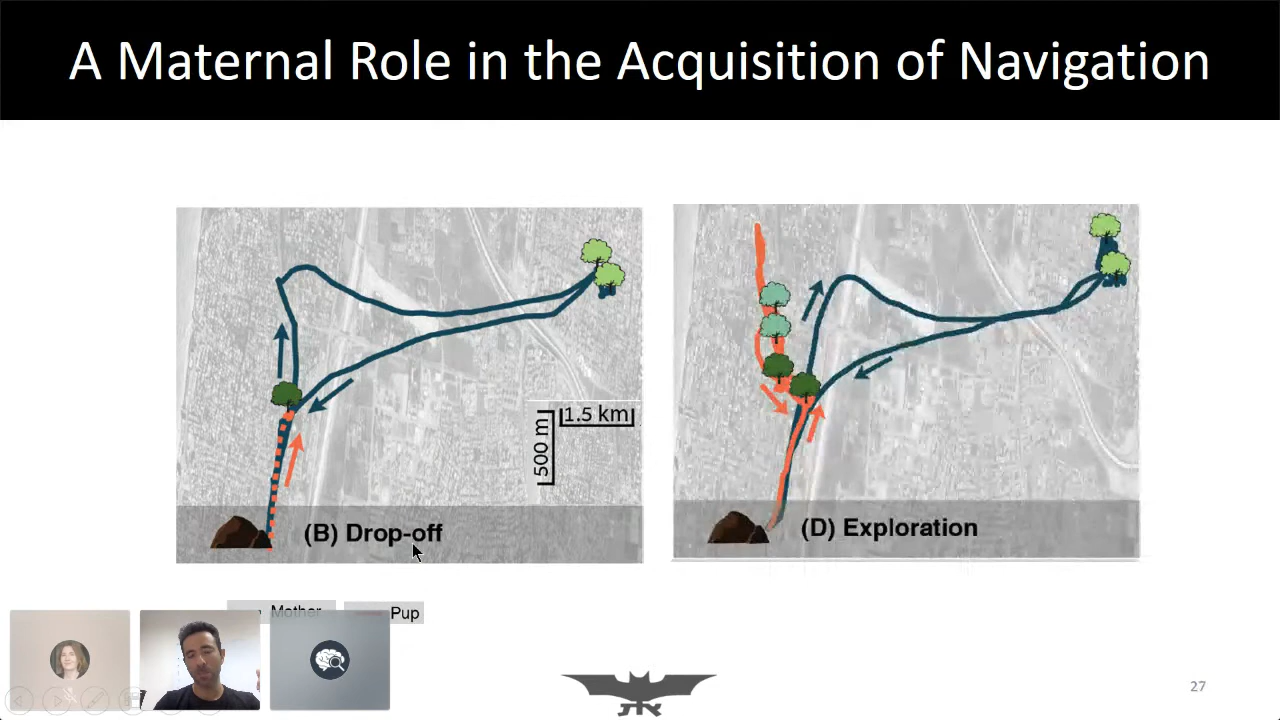 A Maternal Role in the Acquisition of Navigation
1.5 km
500 m
(B) Drop-off
(D) Exploration
Mother
Pup
27